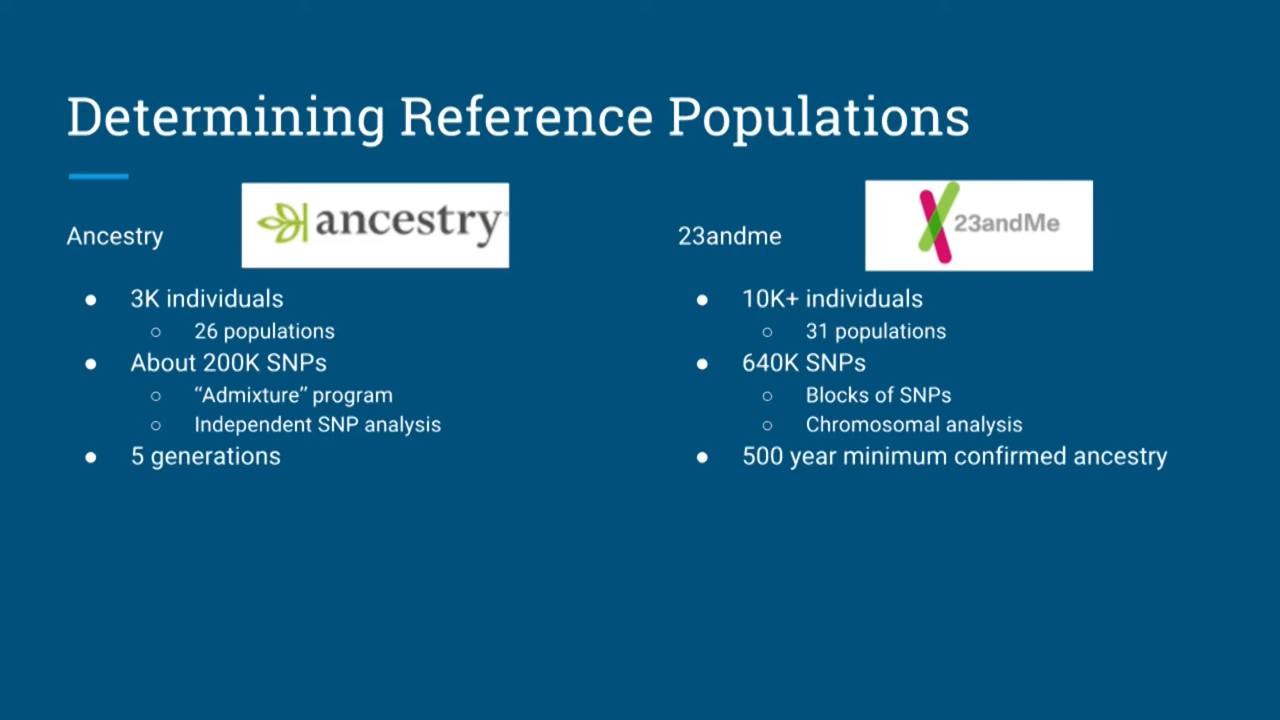 Determining Reference Populations
Ancestry
ancestry
● 3K individuals
○ 26 populations
● About 200K SNPs
○ “Admixture” program
○ Independent SNP analysis
● 5 generations
23andme
23andMe
● 10K+ individuals
○ 31 populations
● 640K SNPs
○ Blocks of SNPs
○ Chromosomal analysis
● 500 year minimum confirmed ancestry